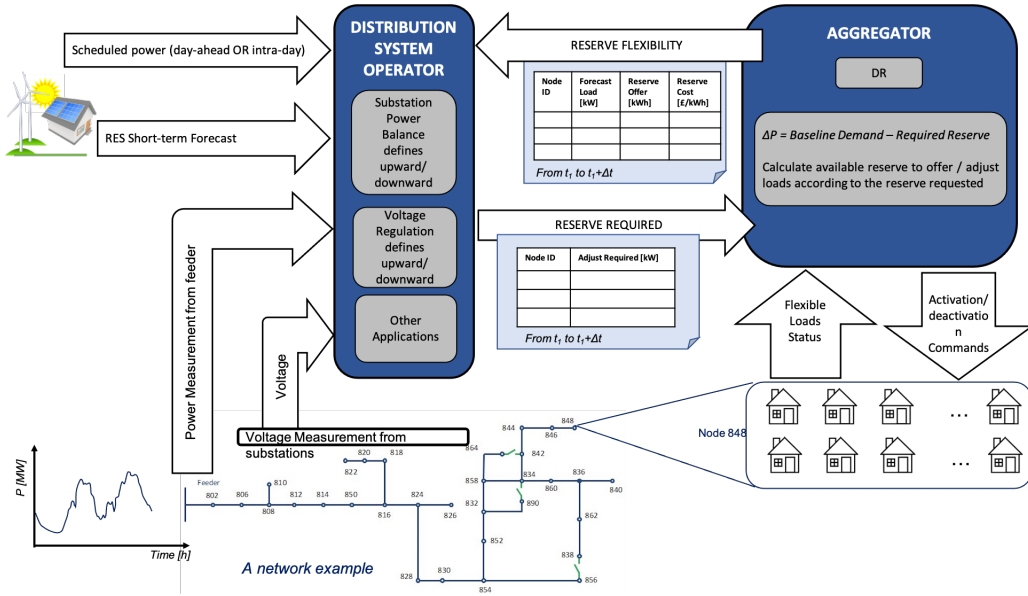 Scheduled power (day-ahead OR intra-day)
RES Short-term Forecast
Power Measurement from feeder
Voltage
DISTRIBUTION
SYSTEM
OPERATOR
Substation
Power
Balance
defines
upward/
downward
Voltage
Regulation
defines
upward/
downward
Other
Applications
RESERVE FLEXIBILITY
Node ID
Forecast Load [kW]
Reserve Offer [kWh]
Reserve Cost [£/kWh]
From t₁ to t₁+Δt
RESERVE REQUIRED
Node ID
Adjust Required [kW]
From t₁ to t₁+Δt
AGGREGATOR
DR
ΔP = Baseline Demand – Required Reserve
Calculate available reserve to offer / adjust
loads according to the reserve requested
Flexible
Loads
Status
Activation/
deactivatio
n
Commands
Node 848
...
...
Voltage Measurement from
substations
P [MW]
Time [h]
Feeder
802
806
808
810
812
814
850
816
818
820
822
824
826
828
830
854
852
832
858
864
844
842
834
846
848
890
860
836
840
862
838
856
A network example